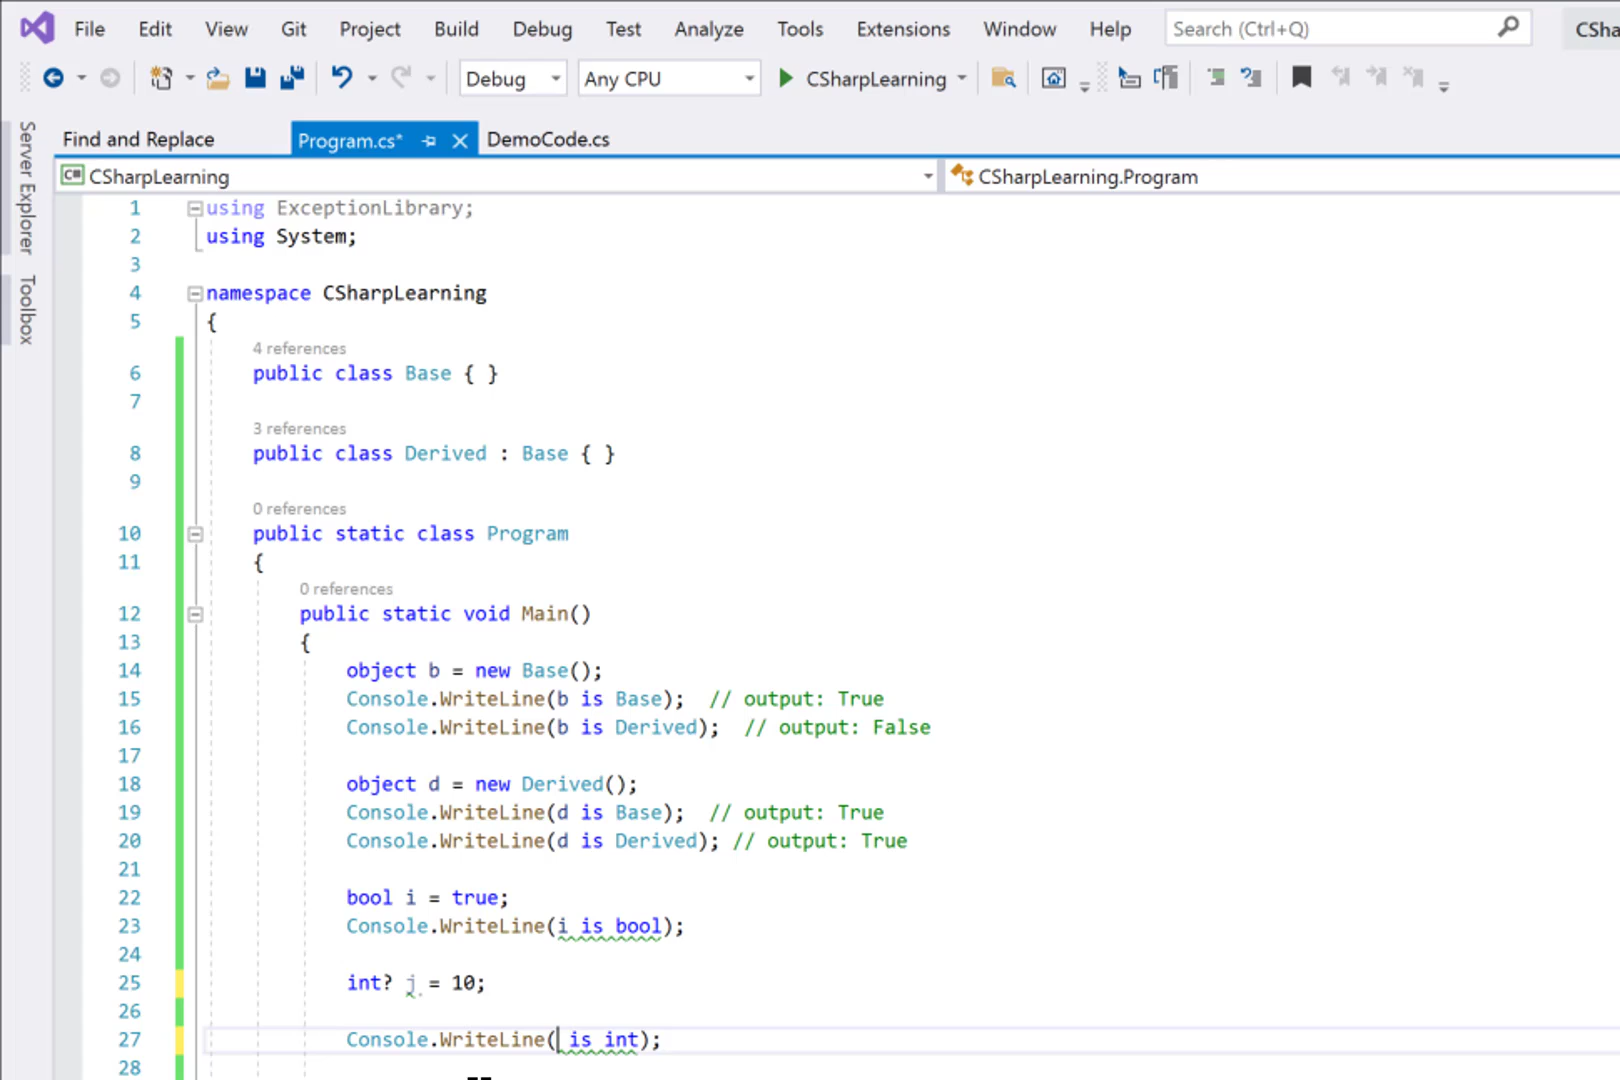 File Edit View Git Project Build Debug Test Analyze Tools Extensions Window Help Search (Ctrl+Q) CSha
Debug Any CPU CSharpLearning
Server Explorer
Toolbox
Find and Replace Program.cs* DemoCode.cs
C# CSharpLearning CSharpLearning.Program
1 using ExceptionLibrary;
2 using System;
3
4 namespace CSharpLearning
5 {
4 references
6 public class Base { }
7
3 references
8 public class Derived : Base { }
9
0 references
10 public static class Program
11 {
0 references
12 public static void Main()
13 {
14 object b = new Base();
15 Console.WriteLine(b is Base);  // output: True
16 Console.WriteLine(b is Derived);  // output: False
17
18 object d = new Derived();
19 Console.WriteLine(d is Base);  // output: True
20 Console.WriteLine(d is Derived); // output: True
21
22 bool i = true;
23 Console.WriteLine(i is bool);
24
25 int? j = 10;
26
27 Console.WriteLine( is int);
28